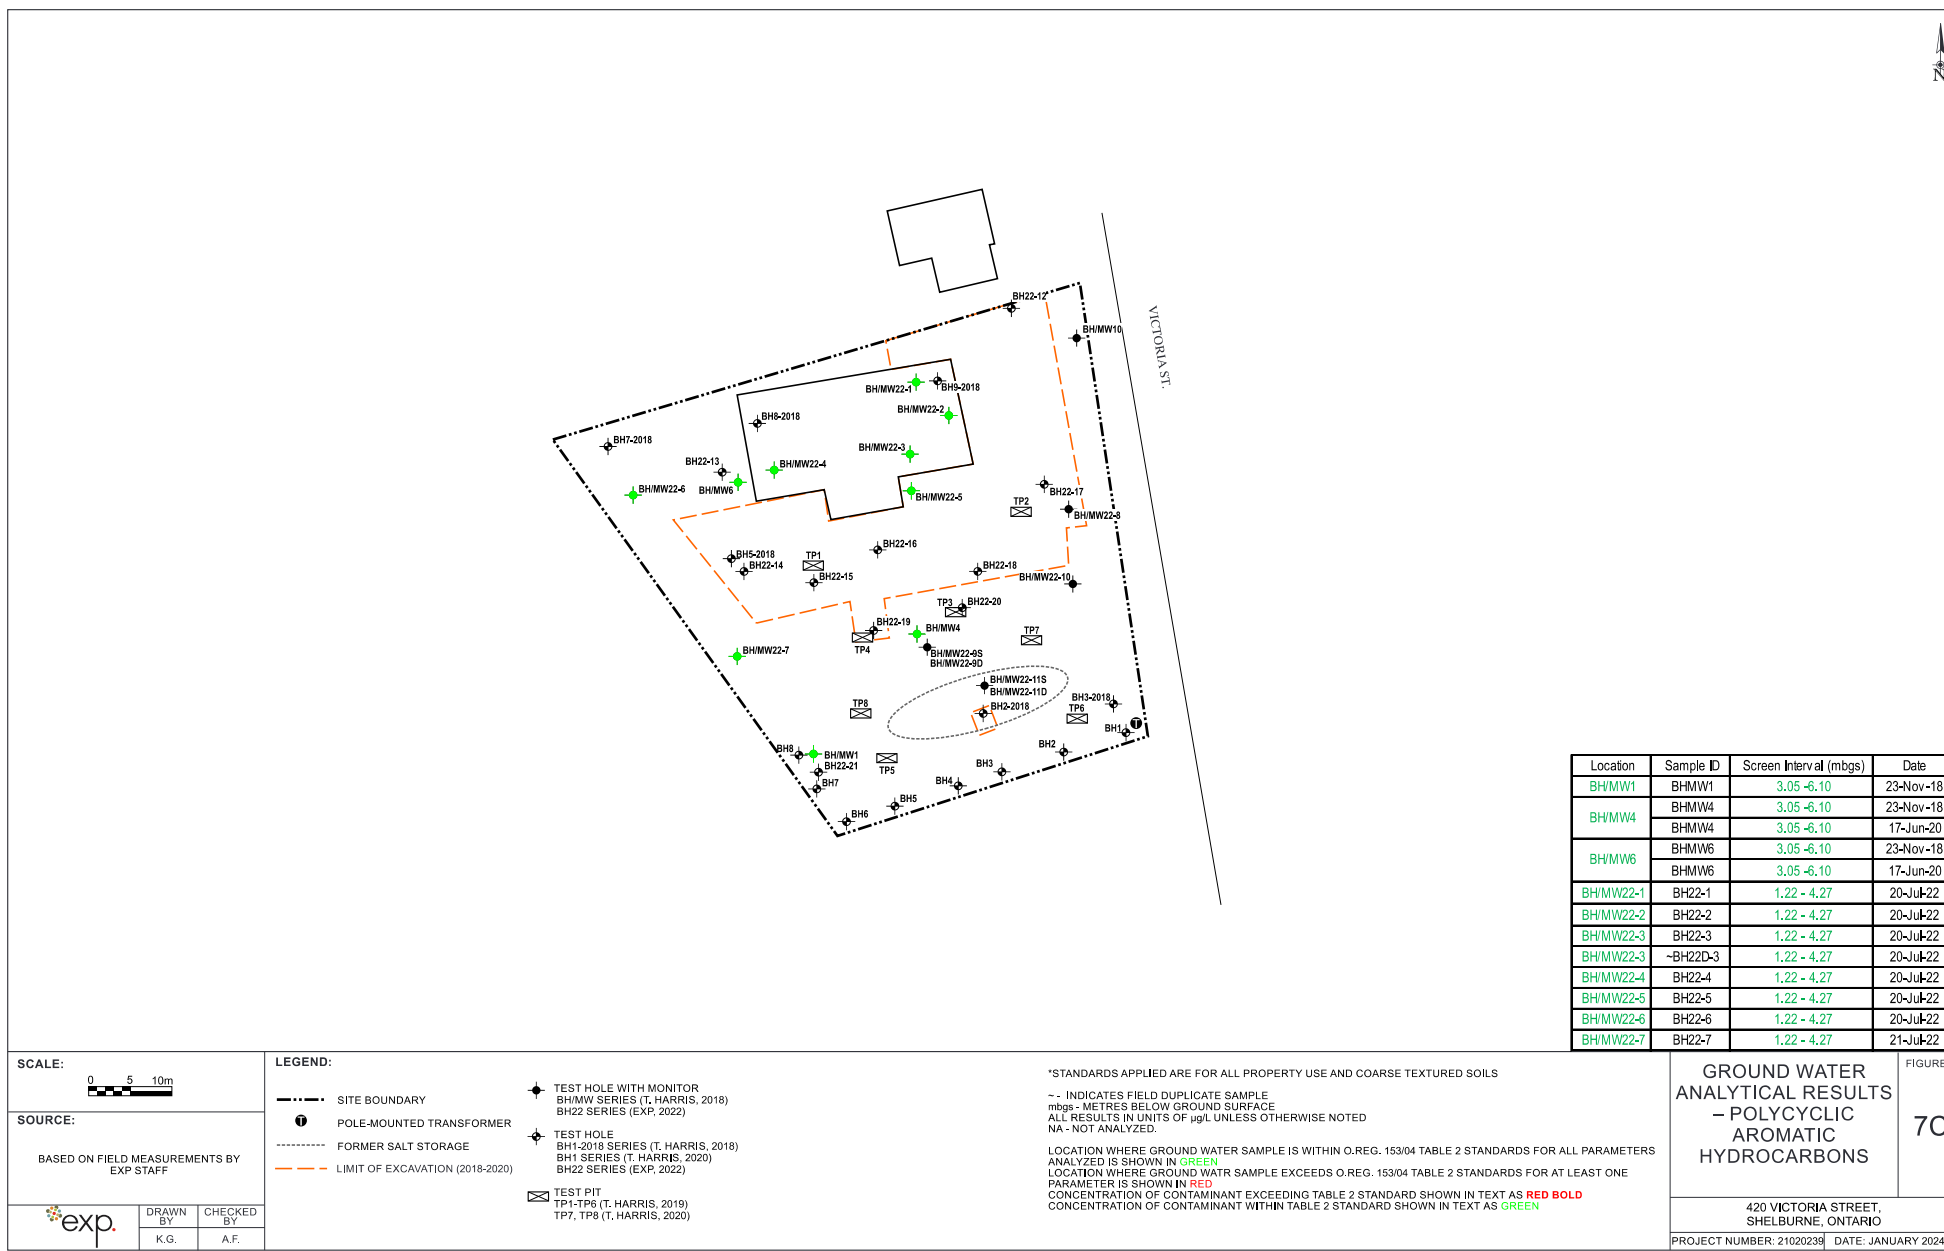 N
BH22-12
BH/MW10
VICTORIA ST.
BH/MW22-1
BH9-2018
BH/MW22-2
BH8-2018
BH7-2018
BH/MW22-3
BH22-13
BH/MW22-4
BH/MW6
BH/MW22-6
BH/MW22-5
BH22-17
TP2
BH/MW22-8
BH22-16
BH5-2018
TP1
BH22-14
BH22-15
BH22-18
BH/MW22-10
TP3
BH22-20
BH22-19
BH/MW4
TP7
TP4
BH/MW22-7
BH/MW22-9S
BH/MW22-9D
BH/MW22-11S
BH/MW22-11D
BH3-2018
TP8
BH2-2018
TP6
T
BH1
BH8
BH/MW1
BH2
BH22-21
TP5
BH3
BH7
BH4
BH5
BH6
Location Sample ID Screen Interval (mbgs) Date
BH/MW1 BHMW1 3.05 -6.10 23-Nov-18
BH/MW4 BHMW4 3.05 -6.10 23-Nov-18
BHMW4 3.05 -6.10 17-Jun-20
BH/MW6 BHMW6 3.05 -6.10 23-Nov-18
BHMW6 3.05 -6.10 17-Jun-20
BH/MW22-1 BH22-1 1.22 - 4.27 20-Jul-22
BH/MW22-2 BH22-2 1.22 - 4.27 20-Jul-22
BH/MW22-3 BH22-3 1.22 - 4.27 20-Jul-22
BH/MW22-3 ~BH22D-3 1.22 - 4.27 20-Jul-22
BH/MW22-4 BH22-4 1.22 - 4.27 20-Jul-22
BH/MW22-5 BH22-5 1.22 - 4.27 20-Jul-22
BH/MW22-6 BH22-6 1.22 - 4.27 20-Jul-22
BH/MW22-7 BH22-7 1.22 - 4.27 21-Jul-22
SCALE:
0 5 10m
SOURCE:
BASED ON FIELD MEASUREMENTS BY
EXP STAFF
exp.
DRAWN BY
K.G.
CHECKED BY
A.F.
LEGEND:
SITE BOUNDARY
T POLE-MOUNTED TRANSFORMER
FORMER SALT STORAGE
LIMIT OF EXCAVATION (2018-2020)
TEST HOLE WITH MONITOR
BH/MW SERIES (T. HARRIS, 2018)
BH22 SERIES (EXP, 2022)
TEST HOLE
BH1-2018 SERIES (T. HARRIS, 2018)
BH1 SERIES (T. HARRIS, 2020)
BH22 SERIES (EXP, 2022)
TEST PIT
TP1-TP6 (T. HARRIS, 2019)
TP7, TP8 (T. HARRIS, 2020)
*STANDARDS APPLIED ARE FOR ALL PROPERTY USE AND COARSE TEXTURED SOILS
~ - INDICATES FIELD DUPLICATE SAMPLE
mbgs - METRES BELOW GROUND SURFACE
ALL RESULTS IN UNITS OF µg/L UNLESS OTHERWISE NOTED
NA - NOT ANALYZED.
LOCATION WHERE GROUND WATER SAMPLE IS WITHIN O.REG. 153/04 TABLE 2 STANDARDS FOR ALL PARAMETERS
ANALYZED IS SHOWN IN GREEN
LOCATION WHERE GROUND WATR SAMPLE EXCEEDS O.REG. 153/04 TABLE 2 STANDARDS FOR AT LEAST ONE
PARAMETER IS SHOWN IN RED
CONCENTRATION OF CONTAMINANT EXCEEDING TABLE 2 STANDARD SHOWN IN TEXT AS RED BOLD
CONCENTRATION OF CONTAMINANT WITHIN TABLE 2 STANDARD SHOWN IN TEXT AS GREEN
GROUND WATER
ANALYTICAL RESULTS
– POLYCYCLIC
AROMATIC
HYDROCARBONS
FIGURE
7C
420 VICTORIA STREET,
SHELBURNE, ONTARIO
PROJECT NUMBER: 21020239 DATE: JANUARY 2024